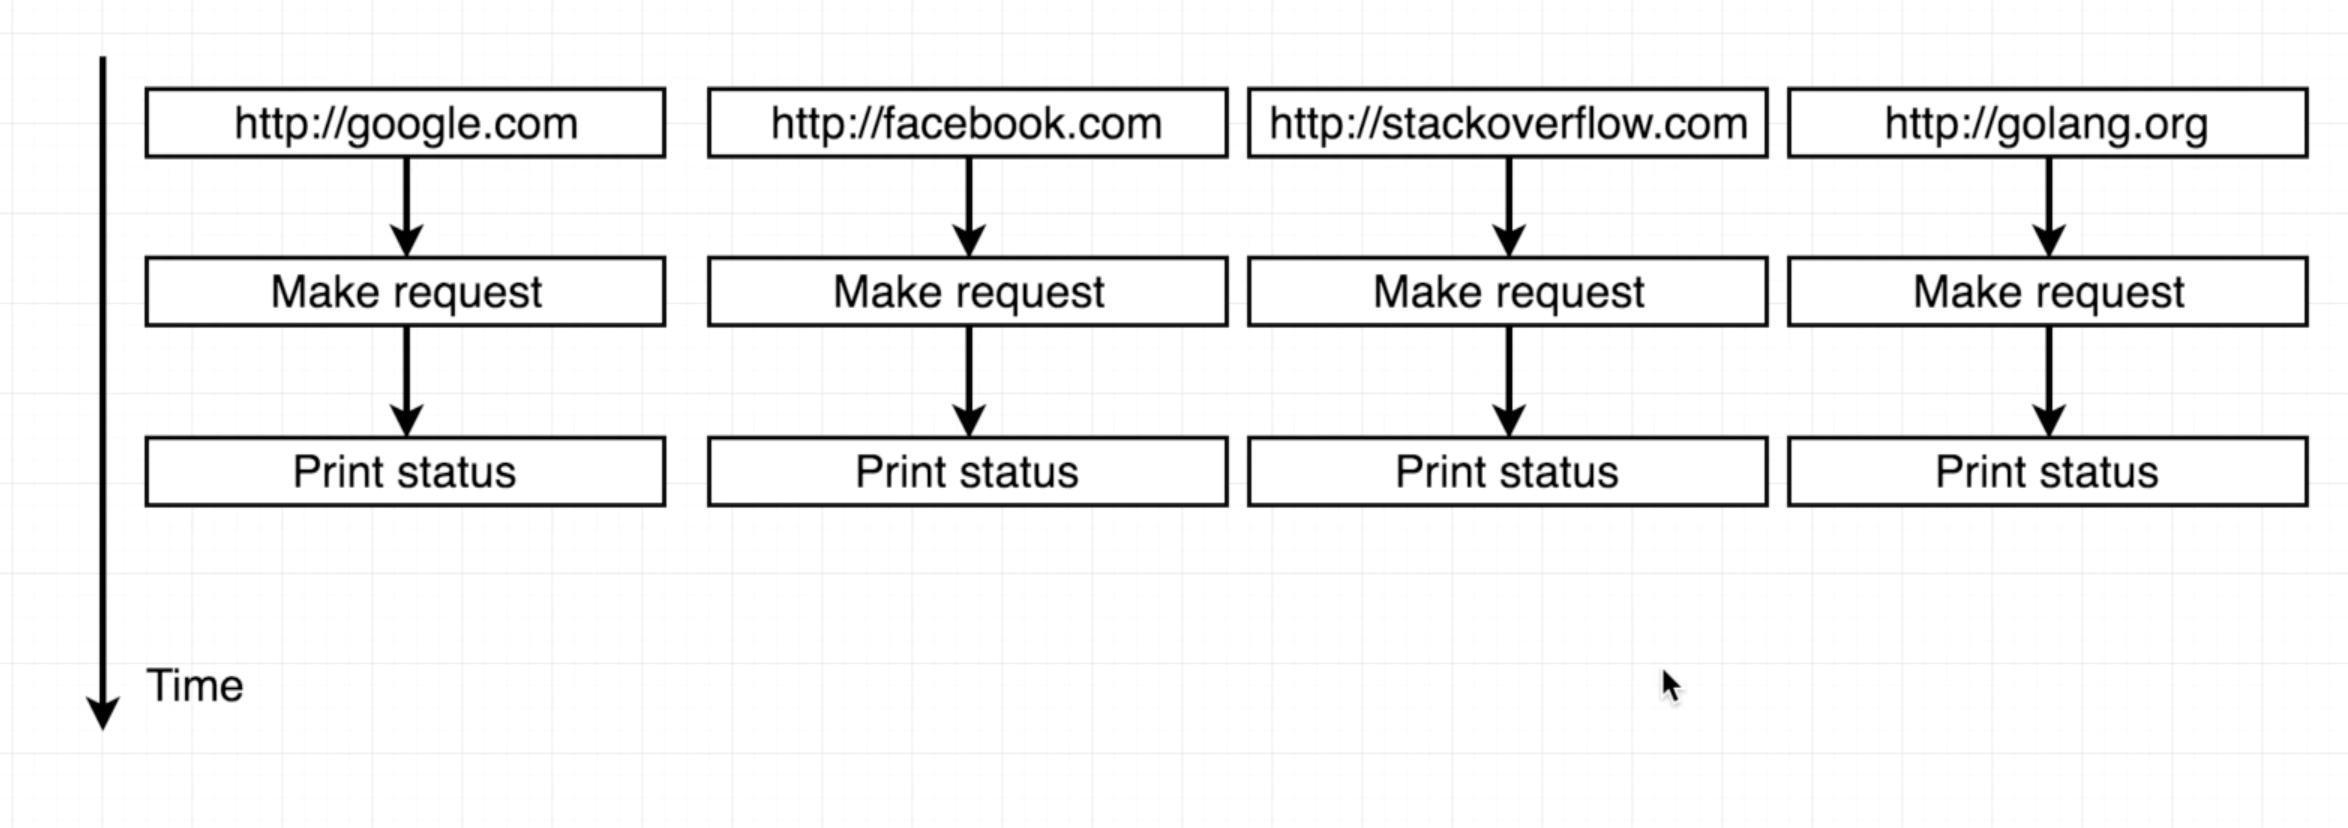 http://google.com
http://facebook.com
http://stackoverflow.com
http://golang.org
Make request
Make request
Make request
Make request
Print status
Print status
Print status
Print status
Time